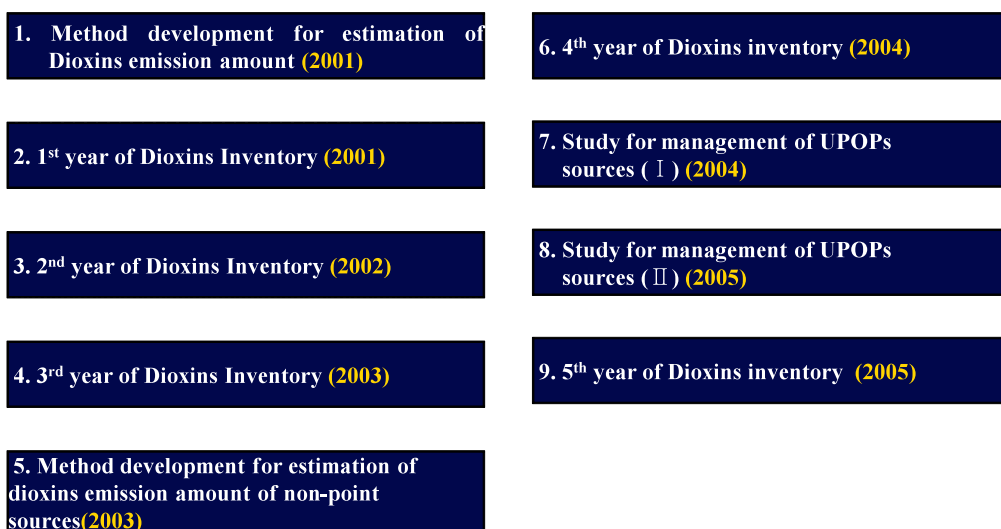 1. Method development for estimation of
Dioxins emission amount (2001)
2. 1st year of Dioxins Inventory (2001)
3. 2nd year of Dioxins Inventory (2002)
4. 3rd year of Dioxins Inventory (2003)
5. Method development for estimation of
dioxins emission amount of non-point
sources(2003)
6. 4th year of Dioxins inventory (2004)
7. Study for management of UPOPs
sources (Ⅰ) (2004)
8. Study for management of UPOPs
sources (Ⅱ) (2005)
9. 5th year of Dioxins inventory (2005)